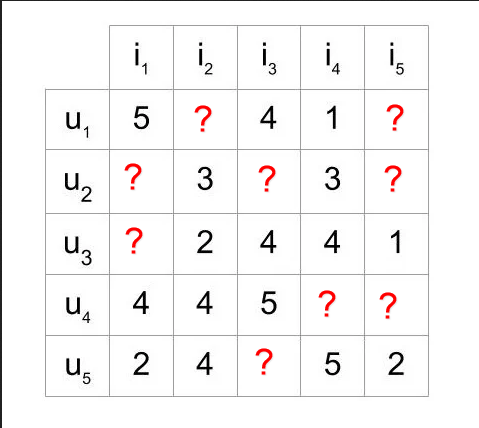 i₁ i₂ i₃ i₄ i₅
u₁ 5 ? 4 1 ?
u₂ ? 3 ? 3 ?
u₃ ? 2 4 4 1
u₄ 4 4 5 ? ?
u₅ 2 4 ? 5 2